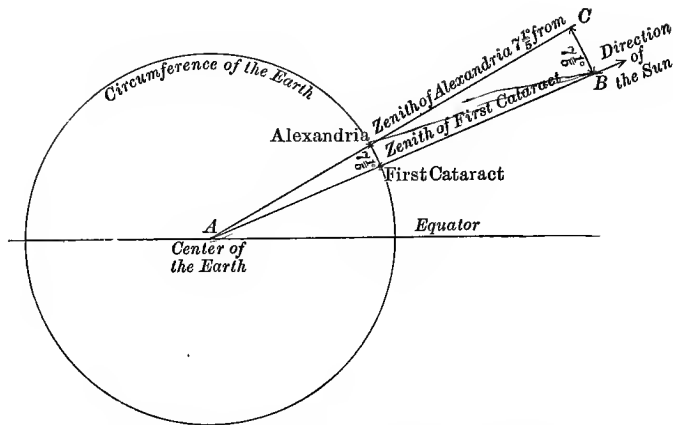 Circumference of the Earth
Alexandria
Zenith of Alexandria 7 1/5° from
C
7 1/5°
Direction
of
the Sun
B
Zenith of First Cataract
7 1/5°
First Cataract
A
Center of
the Earth
Equator